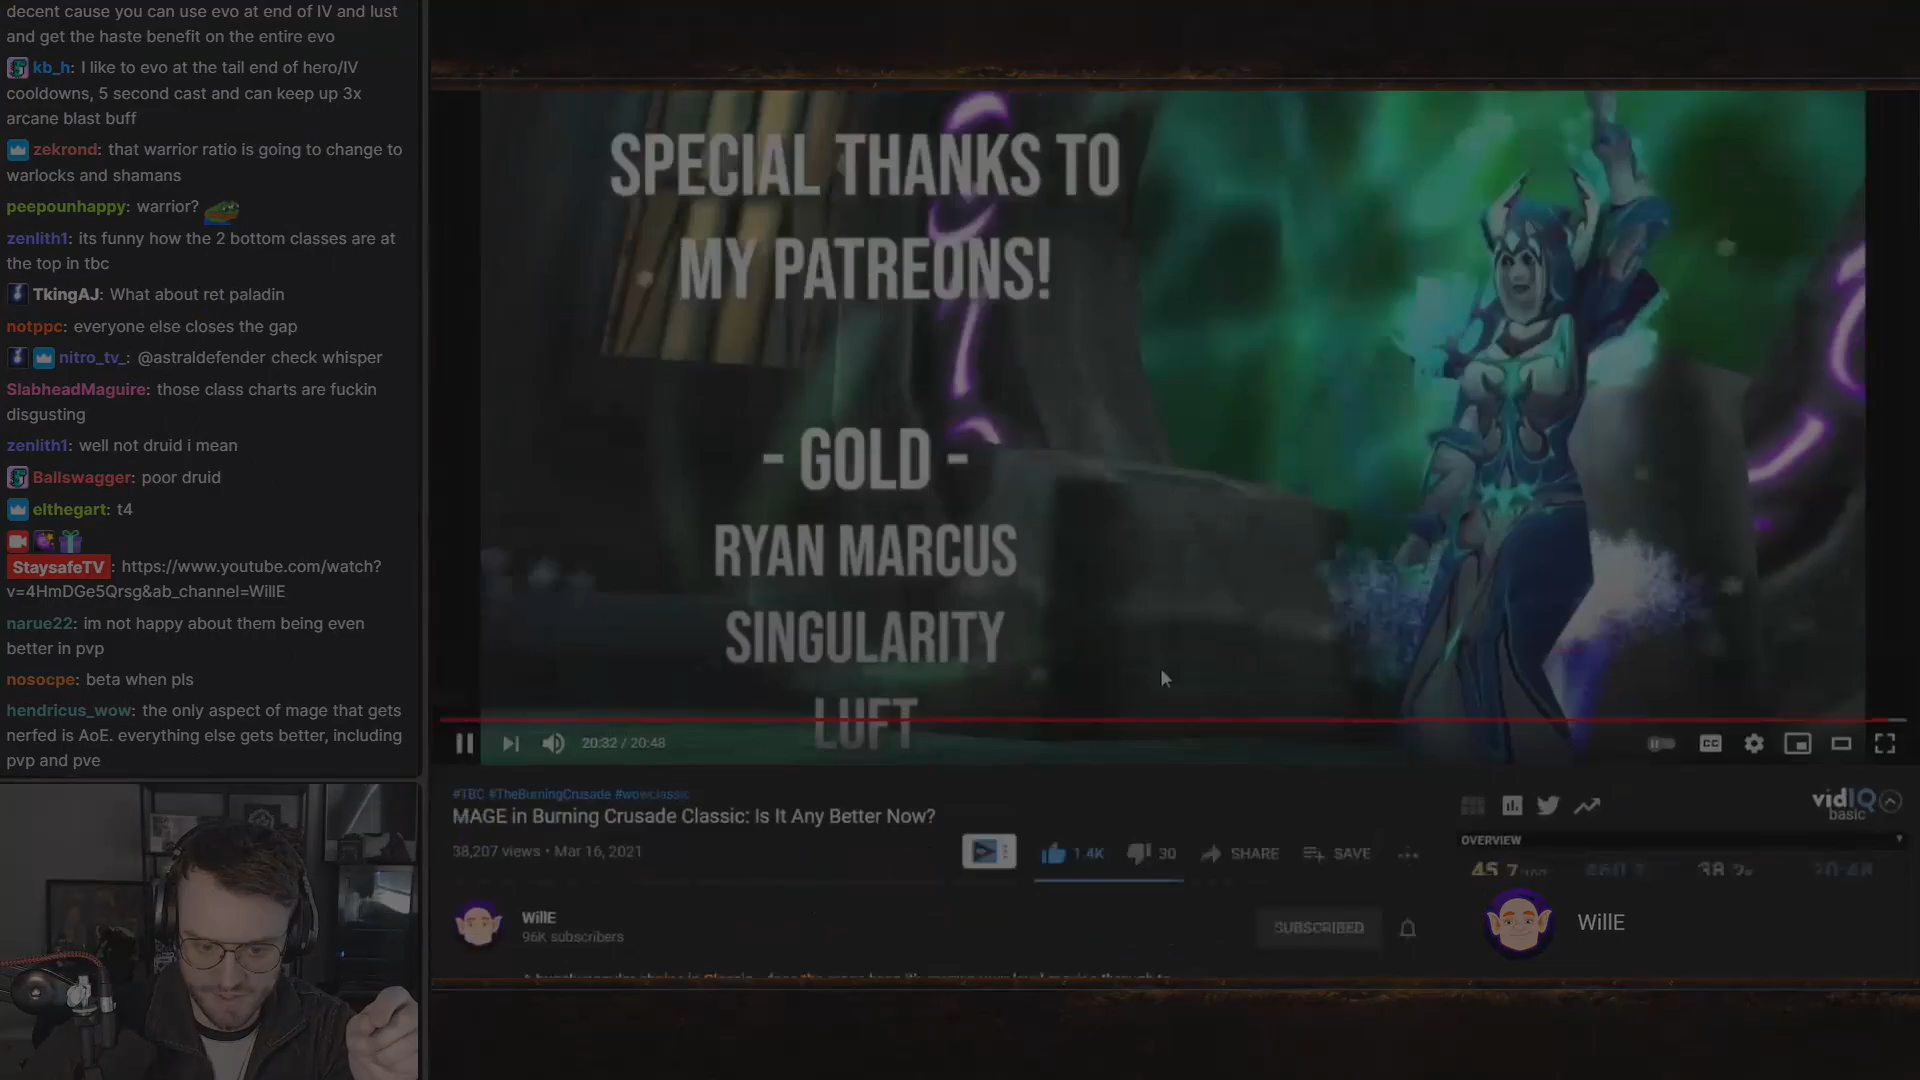 decent cause you can use evo at end of IV and lust
and get the haste benefit on the entire evo
kb_h: I like to evo at the tail end of hero/IV
cooldowns, 5 second cast and can keep up 3x
arcane blast buff
zekrond: that warrior ratio is going to change to
warlocks and shamans
peepounhappy: warrior?
zenlith1: its funny how the 2 bottom classes are at
the top in tbc
TkingAJ: What about ret paladin
notppc: everyone else closes the gap
nitro_tv_: @astraldefender check whisper
SlabheadMaguire: those class charts are fuckin
disgusting
zenlith1: well not druid i mean
Ballswagger: poor druid
elthegart: t4
StaysafeTV : https://www.youtube.com/watch?
v=4HmDGe5Qrsg&ab_channel=WillE
narue22: im not happy about them being even
better in pvp
nosocpe: beta when pls
hendricus_wow: the only aspect of mage that gets
nerfed is AoE. everything else gets better, including
pvp and pve
SPECIAL THANKS TO
MY PATREONS!
- GOLD -
RYAN MARCUS
SINGULARITY
LUFT
20:32 / 20:48
CC
#TBC #TheBurningCrusade #wowclassic
MAGE in Burning Crusade Classic: Is It Any Better Now?
38,207 views • Mar 16, 2021
1.4K
30
SHARE
SAVE
vidIQ
basic
OVERVIEW
WillE
96K subscribers
SUBSCRIBED
WillE